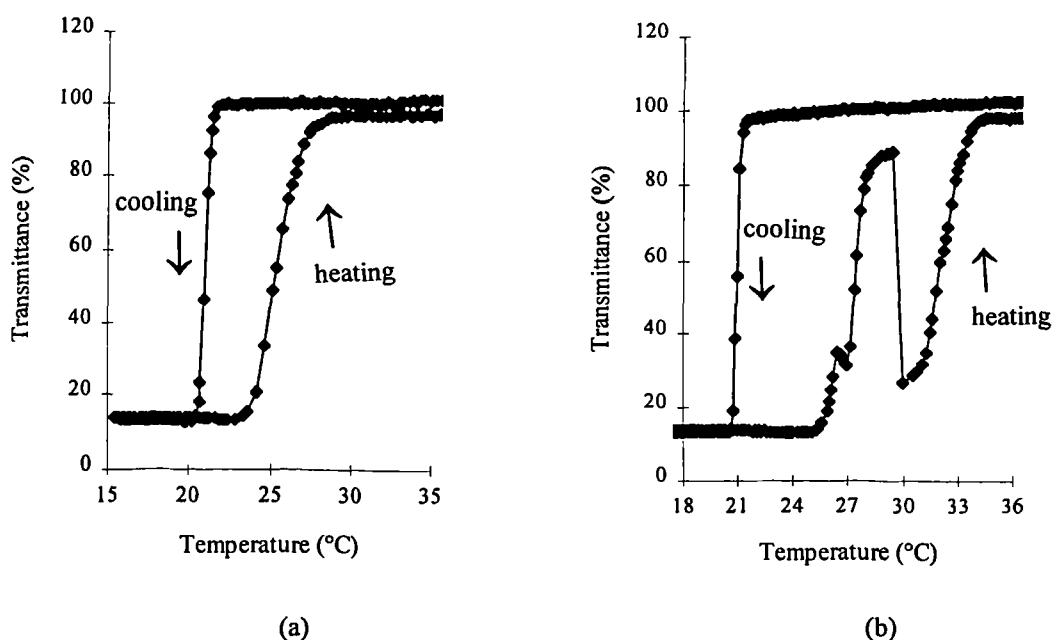 120
100
80
60
40
20
0
Transmittance (%)
cooling
heating
15 20 25 30 35
Temperature (°C)
(a)
120
100
80
60
40
20
0
Transmittance (%)
cooling
heating
18 21 24 27 30 33 36
Temperature (°C)
(b)